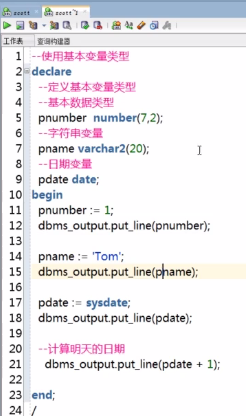 scott
scott~2
工作表
查询构建器
1 --使用基本变量类型
2 declare
3 --定义基本变量类型
4 --基本数据类型
5 pnumber number(7,2);
6 --字符串变量
7 pname varchar2(20);
8 --日期变量
9 pdate date;
10 begin
11 pnumber := 1;
12 dbms_output.put_line(pnumber);
13
14 pname := 'Tom';
15 dbms_output.put_line(pname);
16
17 pdate := sysdate;
18 dbms_output.put_line(pdate);
19
20 --计算明天的日期
21 dbms_output.put_line(pdate + 1);
22
23 end;
24 /